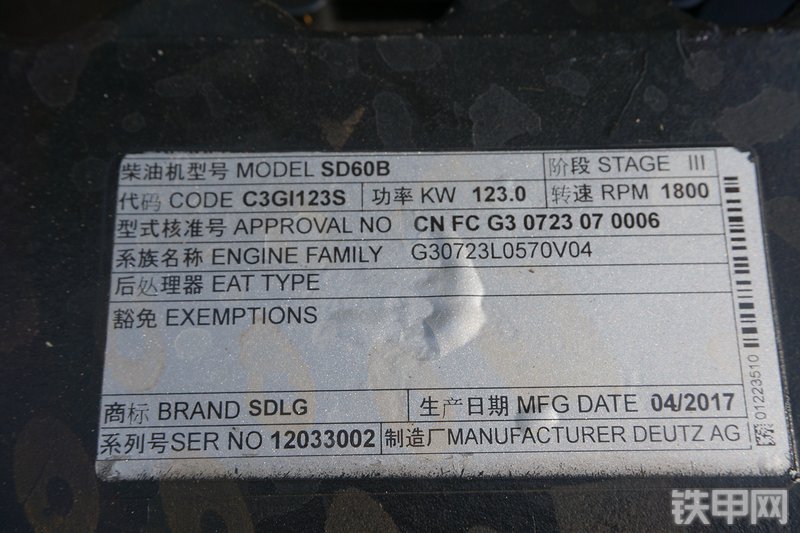 柴油机型号 MODEL SD60B 阶段 STAGE III
代码 CODE C3GI123S 功率 KW 123.0 转速 RPM 1800
型式核准号 APPROVAL NO CN FC G3 0723 07 0006
系族名称 ENGINE FAMILY G30723L0570V04
后处理器 EAT TYPE
豁免 EXEMPTIONS
商标 BRAND SDLG 生产日期 MFG DATE 04/2017
系列号SER NO 12033002 制造厂MANUFACTURER DEUTZ AG
01223510
铁甲网